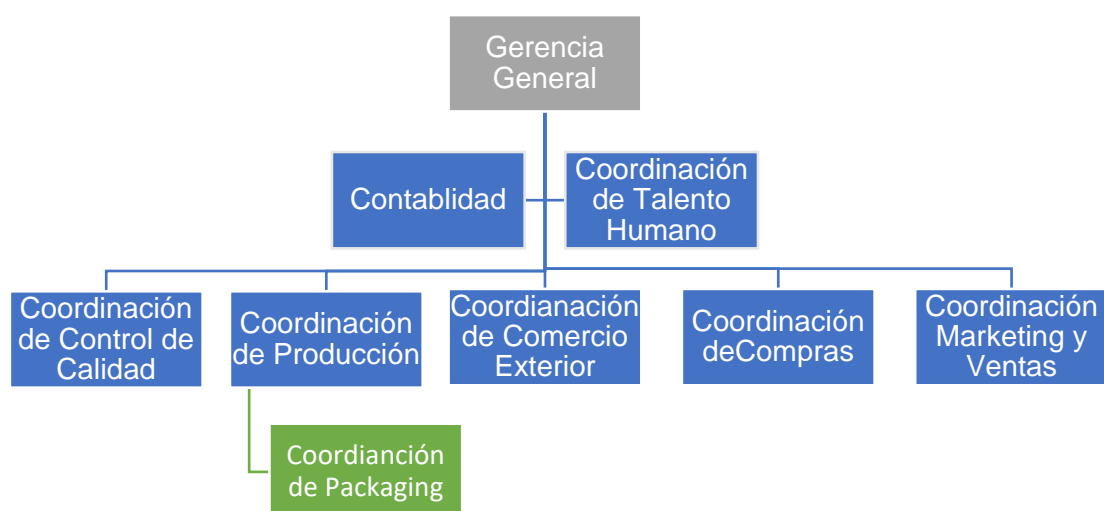 Gerencia
General
Contablidad
Coordinación
de Talento
Humano
Coordinación
de Control de
Calidad
Coordinación
de Producción
Coordianación
de Comercio
Exterior
Coordinación
deCompras
Coordinación
Marketing y
Ventas
Coordianción
de Packaging